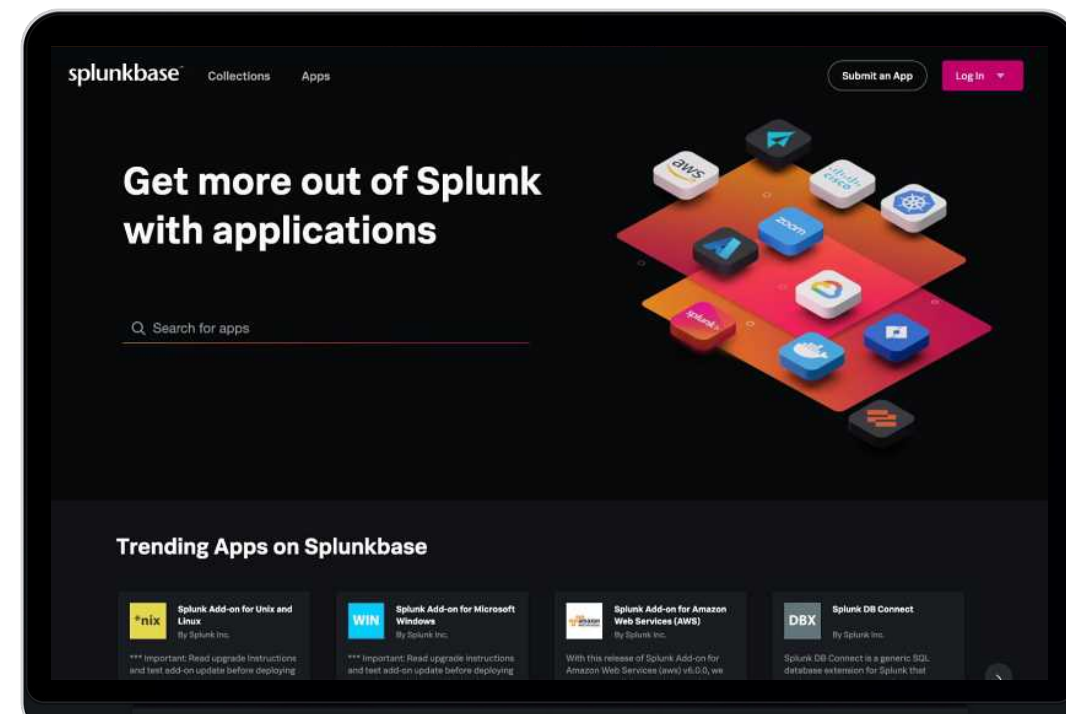 splunkbase™
Collections
Apps
Submit an App
Log In
Get more out of Splunk
with applications
Search for apps
aws
CISCO
zoom
splunk>
Trending Apps on Splunkbase
*nix
Splunk Add-on for Unix and
Linux
By Splunk Inc.
*** Important: Read upgrade instructions
and test add-on update before deploying
WIN
Splunk Add-on for Microsoft
Windows
By Splunk Inc.
*** Important: Read upgrade instructions
and test add-on update before deploying
amazon
Splunk Add-on for Amazon
Web Services (AWS)
By Splunk Inc.
With this release of Splunk Add-on for
Amazon Web Services (aws) v6.0.0, we
DBX
Splunk DB Connect
By Splunk Inc.
Splunk DB Connect is a generic SQL
database extension for Splunk that